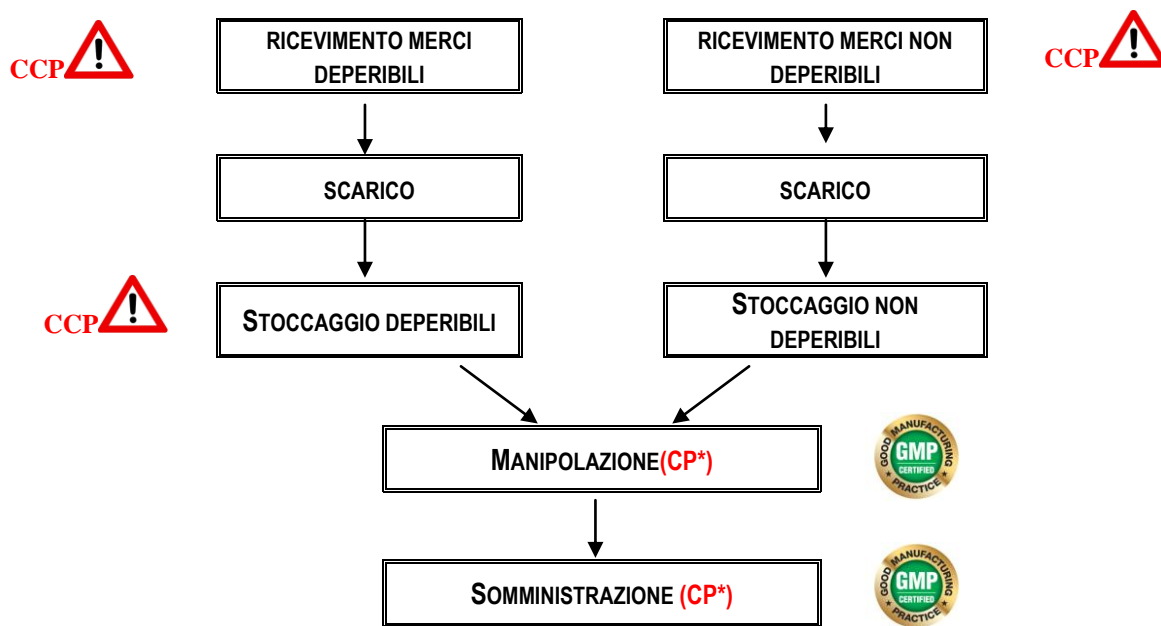 CCP
RICEVIMENTO MERCI
DEPERIBILI
RICEVIMENTO MERCI NON
DEPERIBILI
CCP
SCARICO
SCARICO
CCP
STOCCAGGIO DEPERIBILI
STOCCAGGIO NON
DEPERIBILI
MANIPOLAZIONE(CP*)
GOOD MANUFACTURING
GMP
CERTIFIED
PRACTICE
SOMMINISTRAZIONE (CP*)
GOOD MANUFACTURING
GMP
CERTIFIED
PRACTICE